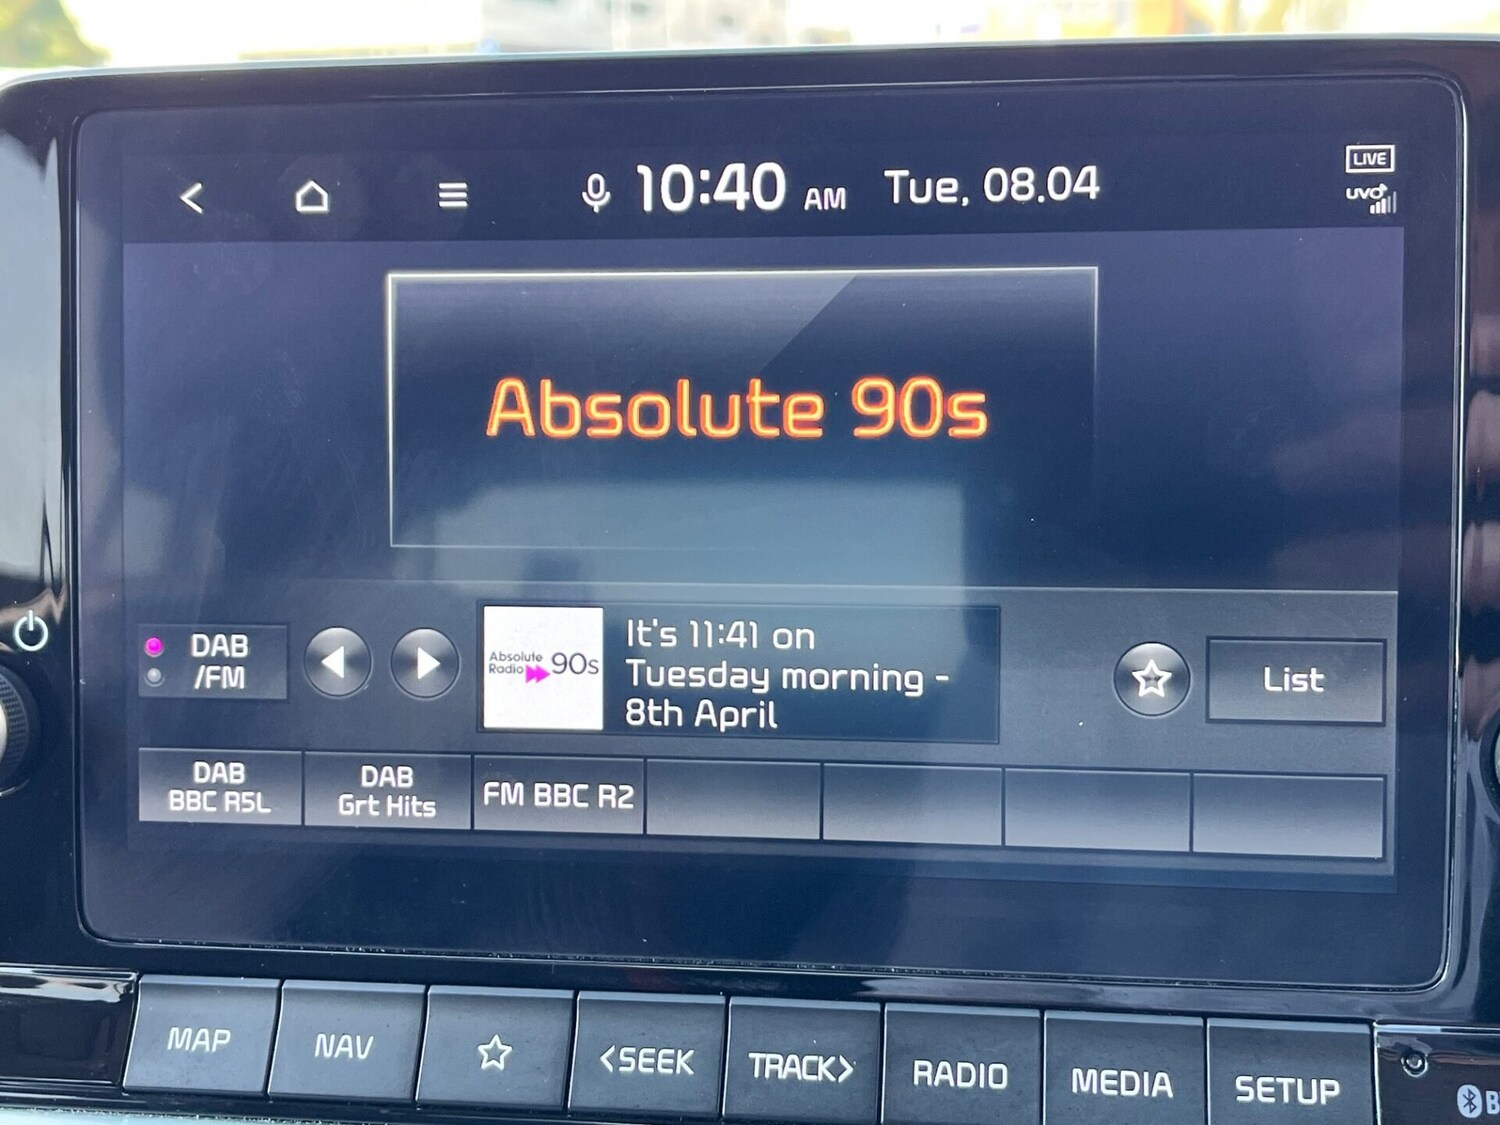 10:40 AM Tue, 08.04
LIVE
UVO
Absolute 90s
DAB
/FM
Absolute
Radio 90s
It's 11:41 on
Tuesday morning -
8th April
List
DAB
BBC R5L
DAB
Grt Hits
FM BBC R2
MAP
NAV
<SEEK
TRACK>
RADIO
MEDIA
SETUP